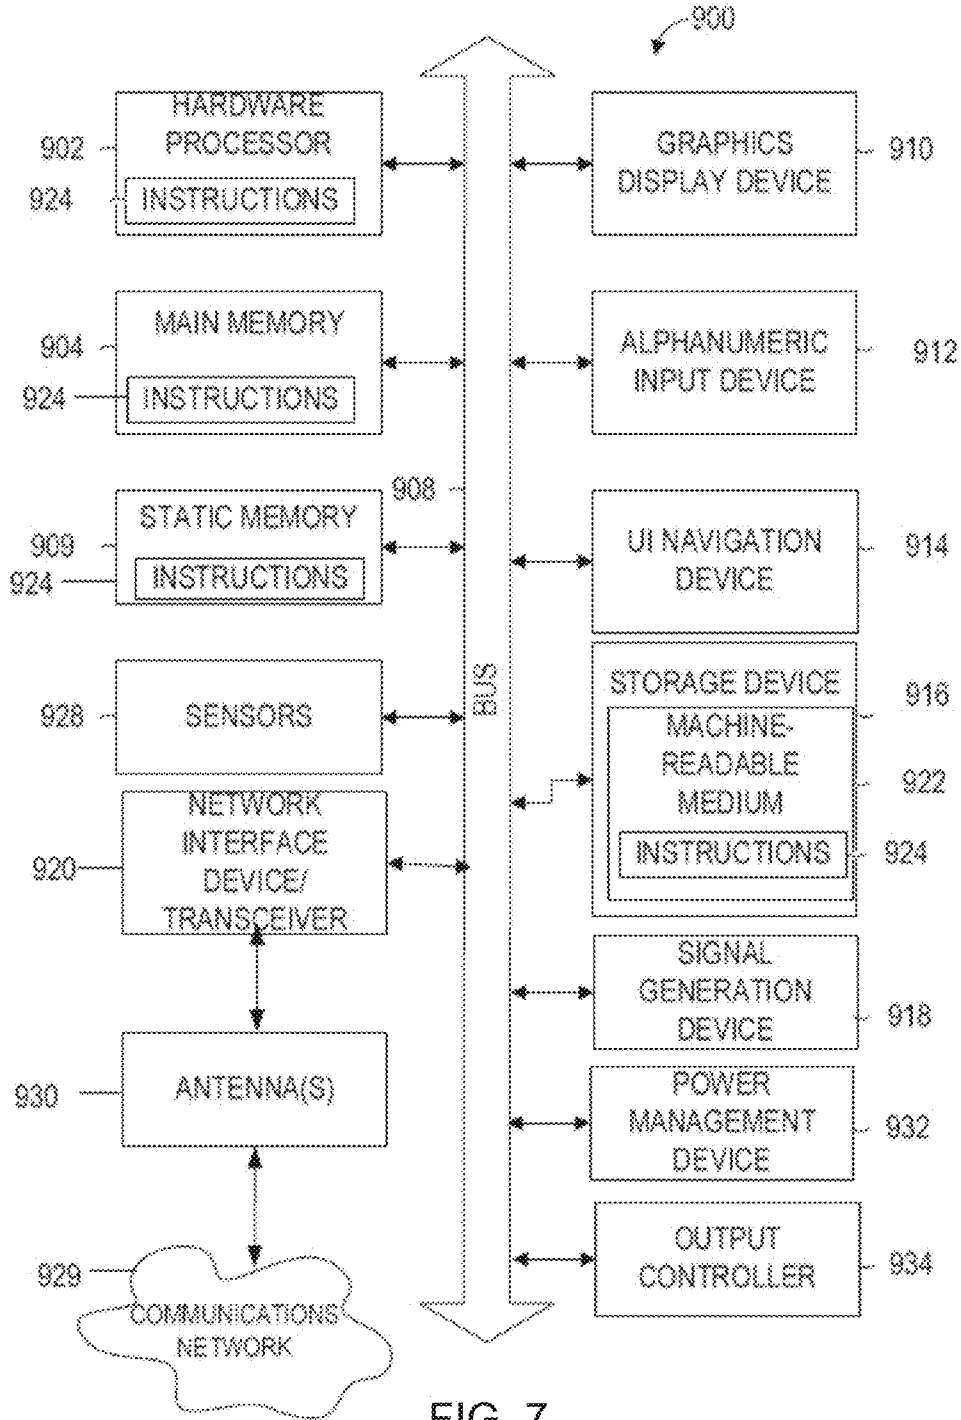 900
HARDWARE
PROCESSOR
902
924
INSTRUCTIONS
MAIN MEMORY
904
924
INSTRUCTIONS
908
STATIC MEMORY
909
924
INSTRUCTIONS
928
SENSORS
BUS
NETWORK
INTERFACE
DEVICE/
TRANSCEIVER
920
930
ANTENNA(S)
929
COMMUNICATIONS
NETWORK
GRAPHICS
DISPLAY DEVICE
910
ALPHANUMERIC
INPUT DEVICE
912
UI NAVIGATION
DEVICE
914
STORAGE DEVICE
916
MACHINE-
READABLE
MEDIUM
922
INSTRUCTIONS
924
SIGNAL
GENERATION
DEVICE
918
POWER
MANAGEMENT
DEVICE
932
OUTPUT
CONTROLLER
934
FIG. 7